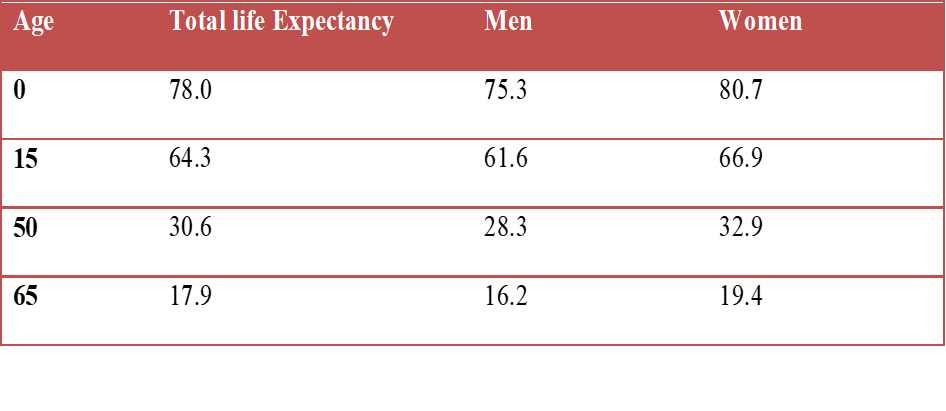 Age Total life Expectancy Men Women
0 78.0 75.3 80.7
15 64.3 61.6 66.9
50 30.6 28.3 32.9
65 17.9 16.2 19.4